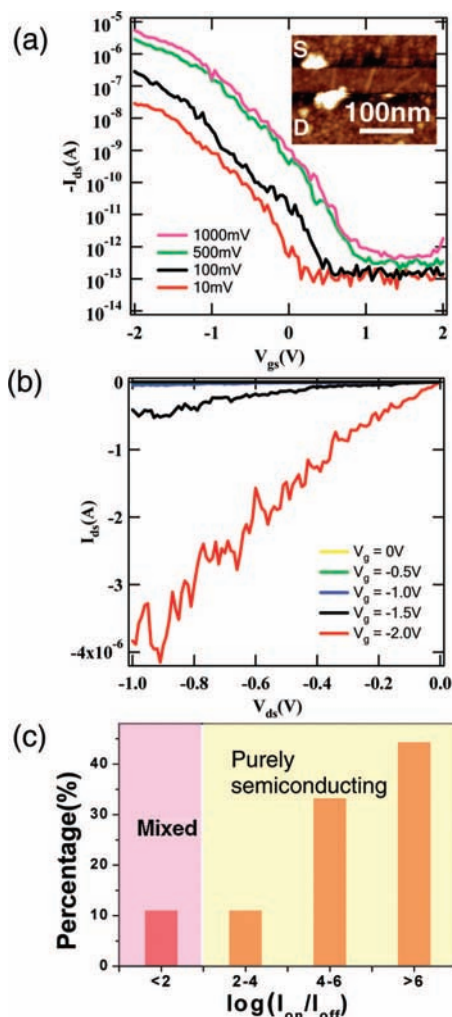 (a)
10⁻⁵
10⁻⁶
10⁻⁷
10⁻⁸
10⁻⁹
10⁻¹⁰
10⁻¹¹
10⁻¹²
10⁻¹³
10⁻¹⁴
-I_ds(A)
S
D
100nm
1000mV
500mV
100mV
10mV
-2 -1 0 1 2
V_gs(V)
(b)
0
-1
-2
-3
-4x10⁻⁶
I_ds(A)
V_g = 0V
V_g = -0.5V
V_g = -1.0V
V_g = -1.5V
V_g = -2.0V
-1.0 -0.8 -0.6 -0.4 -0.2 0.0
V_ds(V)
(c)
Percentage(%)
40
30
20
10
0
Mixed
Purely
semiconducting
<2 2-4 4-6 >6
log(I_on/I_off)